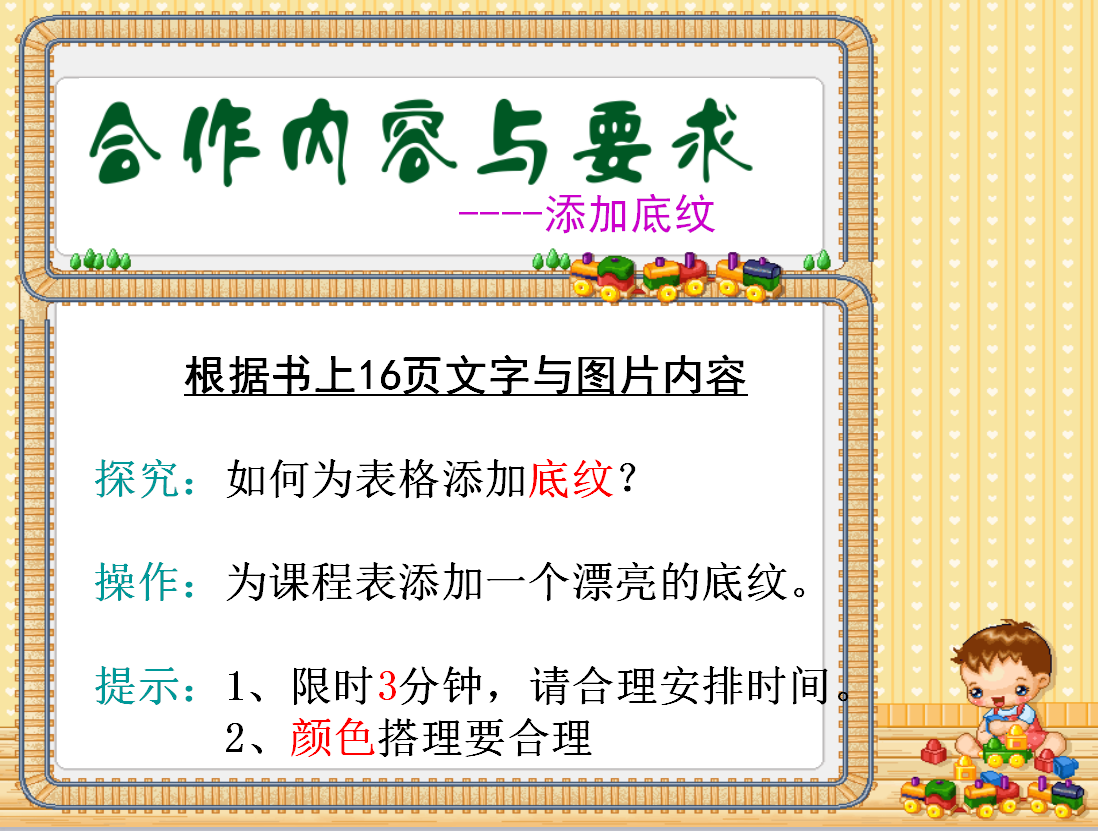 合作内容与要求
----添加底纹
根据书上16页文字与图片内容
探究：如何为表格添加底纹？
操作：为课程表添加一个漂亮的底纹。
提示：1、限时3分钟，请合理安排时间。
2、颜色搭理要合理